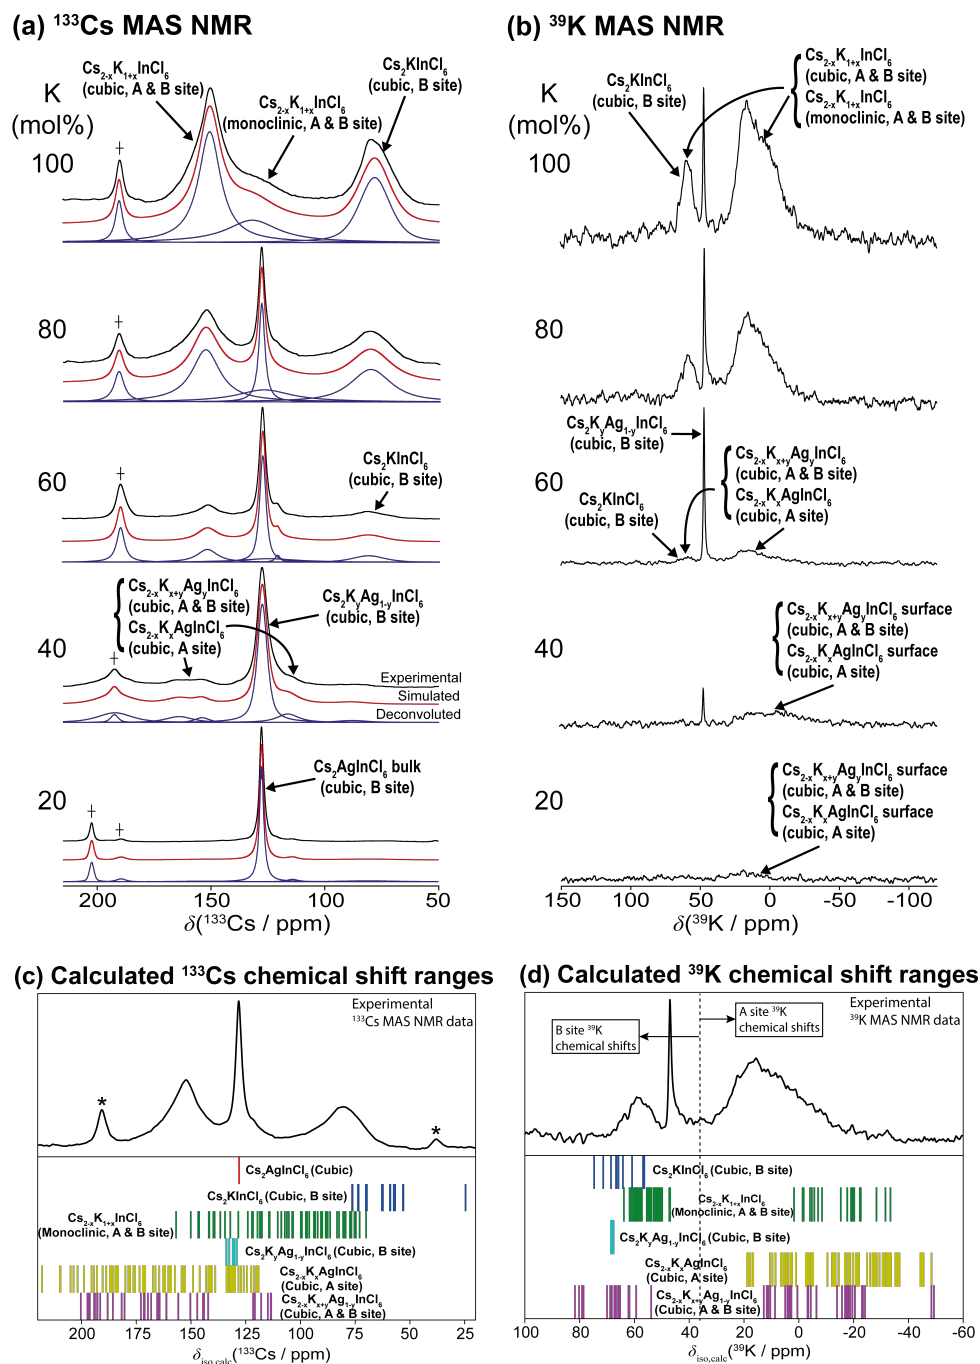 (a) ¹³³Cs MAS NMR
K
(mol%)
100
Cs₂₋ₓK₁₊ₓInCl₆
(cubic, A & B site)
Cs₂₋ₓK₁₊ₓInCl₆
(monoclinic, A & B site)
Cs₂KInCl₆
(cubic, B site)
+
80
+
60
+
Cs₂KInCl₆
(cubic, B site)
40
Cs₂₋ₓKₓ₊yAgyInCl₆
(cubic, A & B site)
Cs₂₋ₓKₓAgInCl₆
(cubic, A site)
+
Cs₂KyAg₁₋yInCl₆
(cubic, B site)
Experimental
Simulated
Deconvoluted
20
Cs₂AgInCl₆ bulk
(cubic, B site)
+
+
200 150 100 50
δ(¹³³Cs / ppm)
(b) ³⁹K MAS NMR
K
(mol%)
100
Cs₂KInCl₆
(cubic, B site)
Cs₂₋ₓK₁₊ₓInCl₆
(cubic, A & B site)
Cs₂₋ₓK₁₊ₓInCl₆
(monoclinic, A & B site)
80
Cs₂KyAg₁₋yInCl₆
(cubic, B site)
60
Cs₂KInCl₆
(cubic, B site)
Cs₂₋ₓKₓ₊yAgyInCl₆
(cubic, A & B site)
Cs₂₋ₓKₓAgInCl₆
(cubic, A site)
40
Cs₂₋ₓKₓ₊yAgyInCl₆ surface
(cubic, A & B site)
Cs₂₋ₓKₓAgInCl₆ surface
(cubic, A site)
20
Cs₂₋ₓKₓ₊yAgyInCl₆ surface
(cubic, A & B site)
Cs₂₋ₓKₓAgInCl₆ surface
(cubic, A site)
150 100 50 0 -50 -100
δ(³⁹K / ppm)
(c) Calculated ¹³³Cs chemical shift ranges
Experimental
¹³³Cs MAS NMR data
*
*
Cs₂AgInCl₆ (Cubic)
Cs₂KInCl₆ (Cubic, B site)
Cs₂₋ₓK₁₊ₓInCl₆
(Monoclinic, A & B site)
Cs₂KyAg₁₋yInCl₆ (Cubic, B site)
Cs₂₋ₓKₓAgInCl₆
(Cubic, A site)
Cs₂₋ₓKₓ₊yAg₁₋yInCl₆
(Cubic, A & B site)
200 175 150 125 100 75 50 25
δiso,calc(¹³³Cs / ppm)
(d) Calculated ³⁹K chemical shift ranges
B site ³⁹K
chemical shifts
A site ³⁹K
chemical shifts
Experimental
³⁹K MAS NMR data
Cs₂KInCl₆ (Cubic, B site)
Cs₂₋ₓK₁₊ₓInCl₆
(Monoclinic, A & B site)
Cs₂KyAg₁₋yInCl₆ (Cubic, B site)
Cs₂₋ₓKₓAgInCl₆
(Cubic, A site)
Cs₂₋ₓKₓ₊yAg₁₋yInCl₆
(Cubic, A & B site)
100 80 60 40 20 0 -20 -40 -60
δiso,calc(³⁹K / ppm)